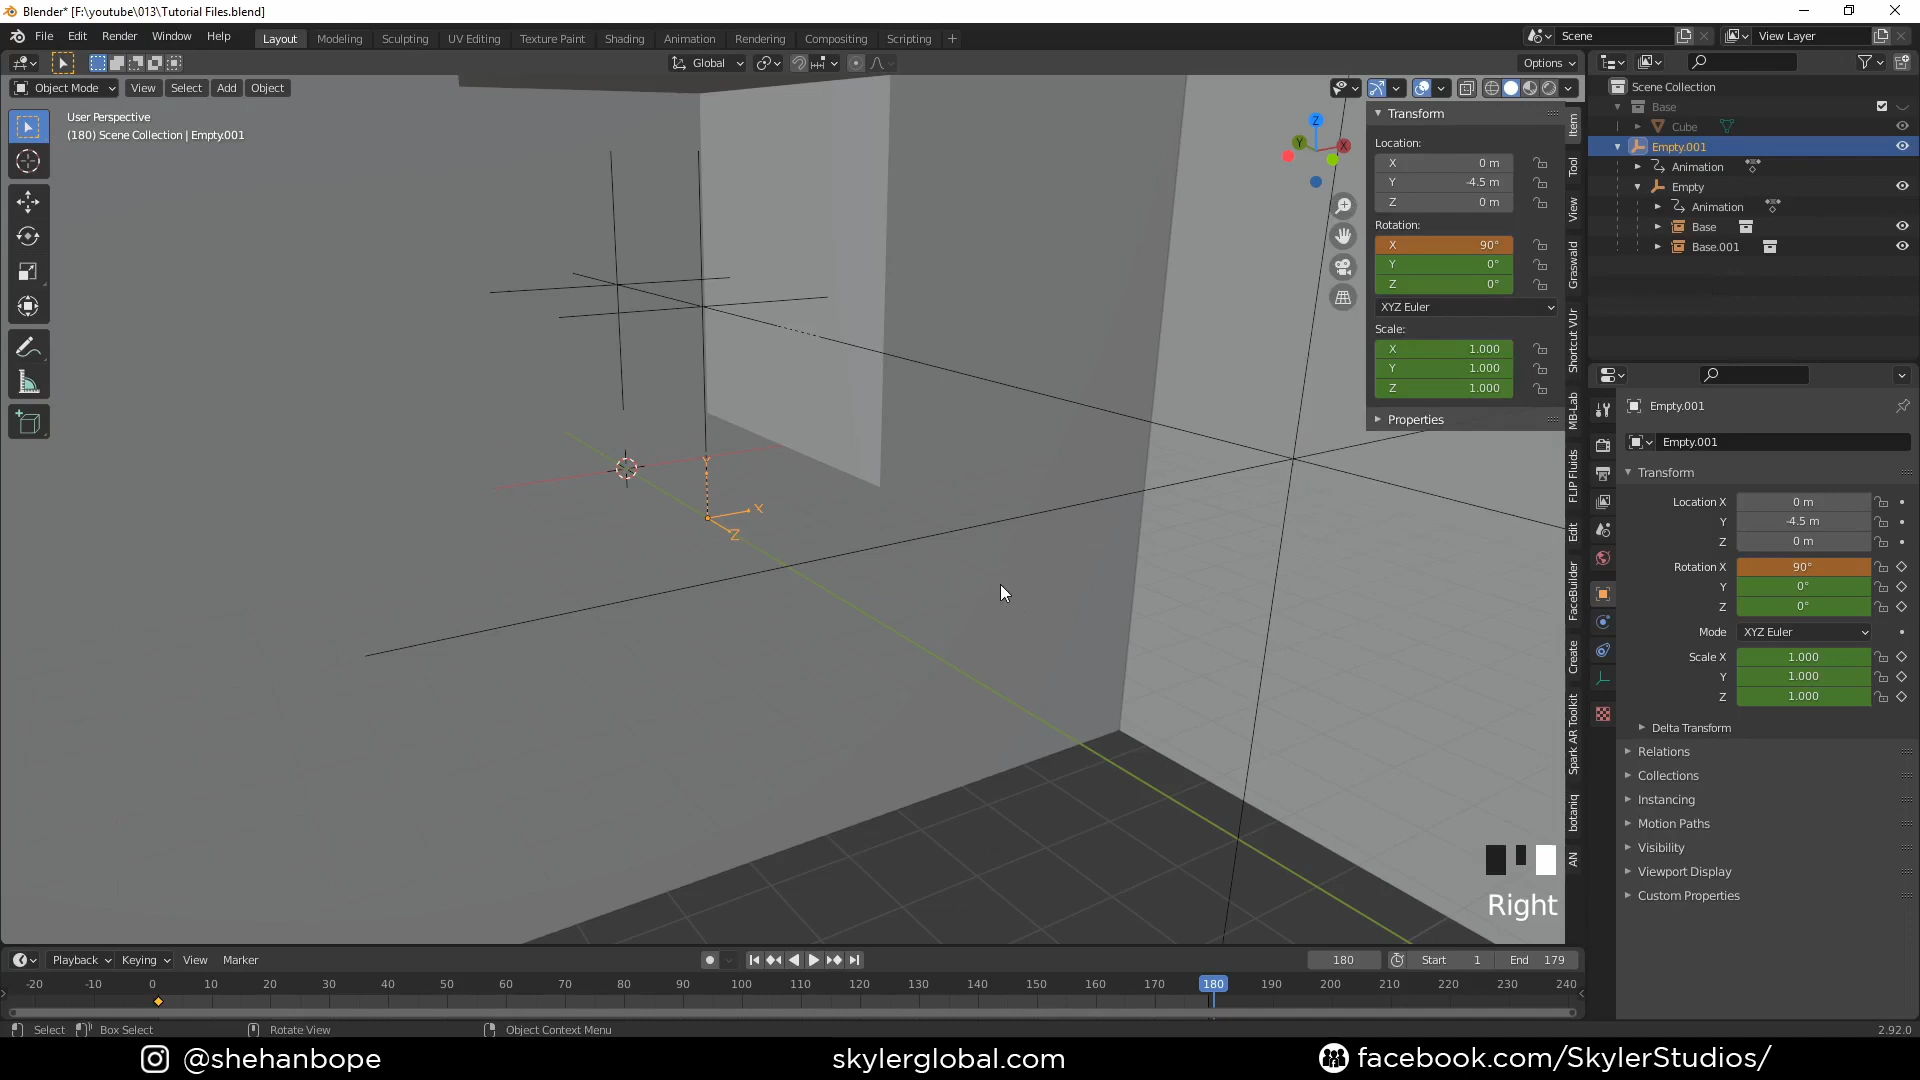 Blender* [F:\youtube\013\Tutorial Files.blend]
File Edit Render Window Help
Layout Modeling Sculpting UV Editing Texture Paint Shading Animation Rendering Compositing Scripting +
Scene
View Layer
Global
Options
Object Mode View Select Add Object
User Perspective
(180) Scene Collection | Empty.001
Z
Y
X
Transform
Location:
X 0 m
Y -4.5 m
Z 0 m
Rotation:
X 90°
Y 0°
Z 0°
XYZ Euler
Scale:
X 1.000
Y 1.000
Z 1.000
Properties
Item
Tool
View
Graswald
Shortcut VUr
MB-Lab
FLIP Fluids
Edit
FaceBuilder
Create
Spark AR Toolkit
botaniq
AN
Scene Collection
Base
Cube
Empty.001
Animation
Empty
Animation
Base
Base.001
Empty.001
Empty.001
Transform
Location X 0 m
Y -4.5 m
Z 0 m
Rotation X 90°
Y 0°
Z 0°
Mode XYZ Euler
Scale X 1.000
Y 1.000
Z 1.000
Delta Transform
Relations
Collections
Instancing
Motion Paths
Visibility
Viewport Display
Custom Properties
Y
X
Z
Right
Playback Keying View Marker
180 Start 1 End 179
-20 -10 0 10 20 30 40 50 60 70 80 90 100 110 120 130 140 150 160 170 180 190 200 210 220 230 240
Select Box Select Rotate View Object Context Menu 2.92.0
@shehanbope skylerglobal.com facebook.com/SkylerStudios/